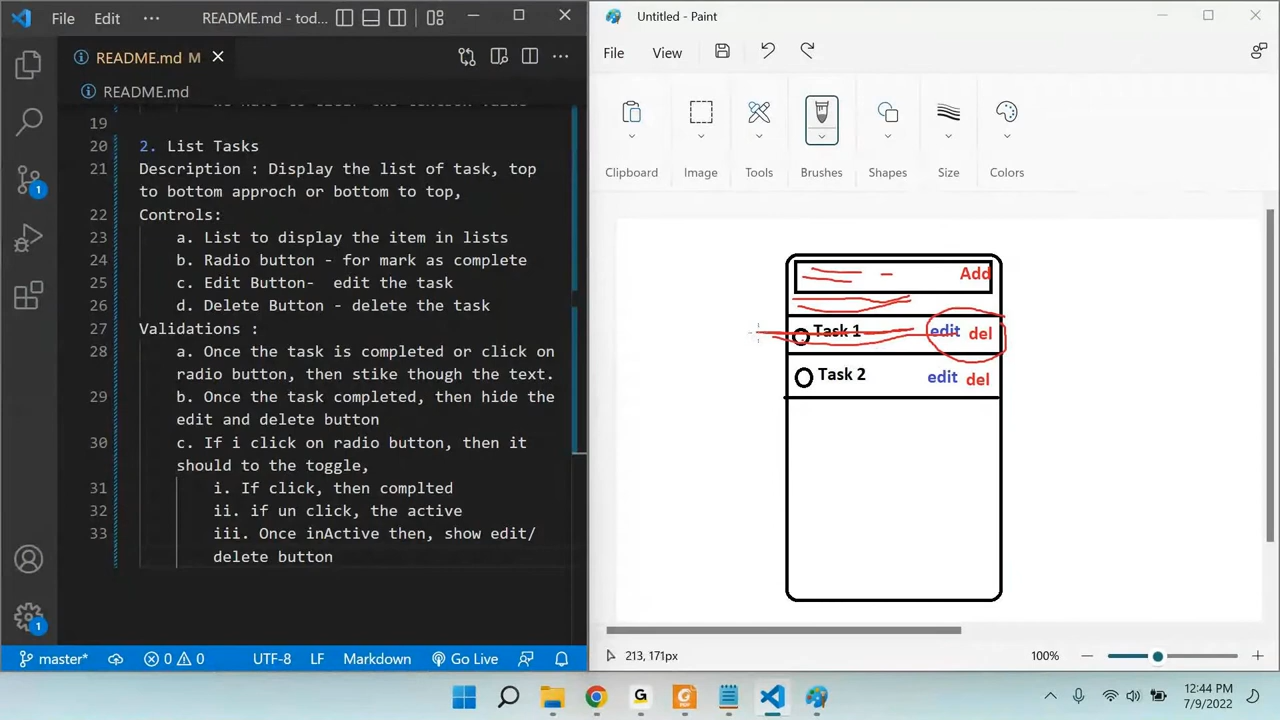 File Edit ··· README.md - tod...
README.md M
README.md
19
20 2. List Tasks
21 Description : Display the list of task, top
to bottom approch or bottom to top,
22 Controls:
23 a. List to display the item in lists
24 b. Radio button - for mark as complete
25 c. Edit Button- edit the task
26 d. Delete Button - delete the task
27 Validations :
28 a. Once the task is completed or click on
radio button, then stike though the text.
29 b. Once the task completed, then hide the
edit and delete button
30 c. If i click on radio button, then it
should to the toggle,
31 i. If click, then complted
32 ii. if un click, the active
33 iii. Once inActive then, show edit/
delete button
1
1
master* 0 0 UTF-8 LF Markdown Go Live
Untitled - Paint
File View
Clipboard Image Tools Brushes Shapes Size Colors
Add
Task 1 edit del
Task 2 edit del
213, 171px 100%
G
PDF
12:44 PM
7/9/2022